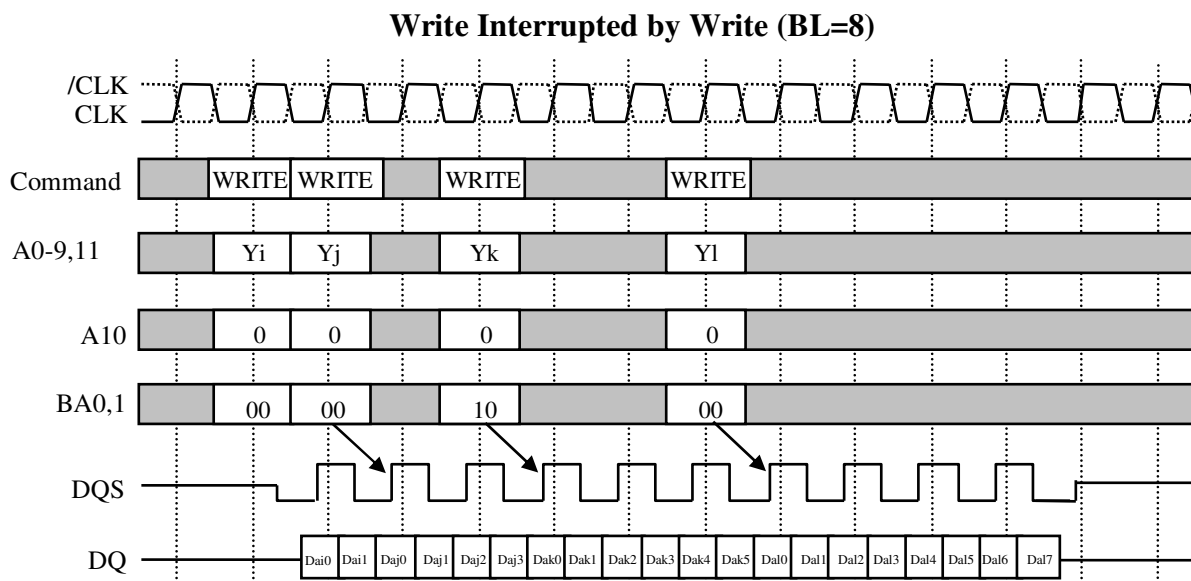 Write Interrupted by Write (BL=8)
/CLK
CLK
Command WRITE WRITE WRITE WRITE
A0-9,11 Yi Yj Yk Yl
A10 0 0 0 0
BA0,1 00 00 10 00
DQS
DQ Dai0 Dai1 Daj0 Daj1 Daj2 Daj3 Dak0 Dak1 Dak2 Dak3 Dak4 Dak5 Dal0 Dal1 Dal2 Dal3 Dal4 Dal5 Dal6 Dal7